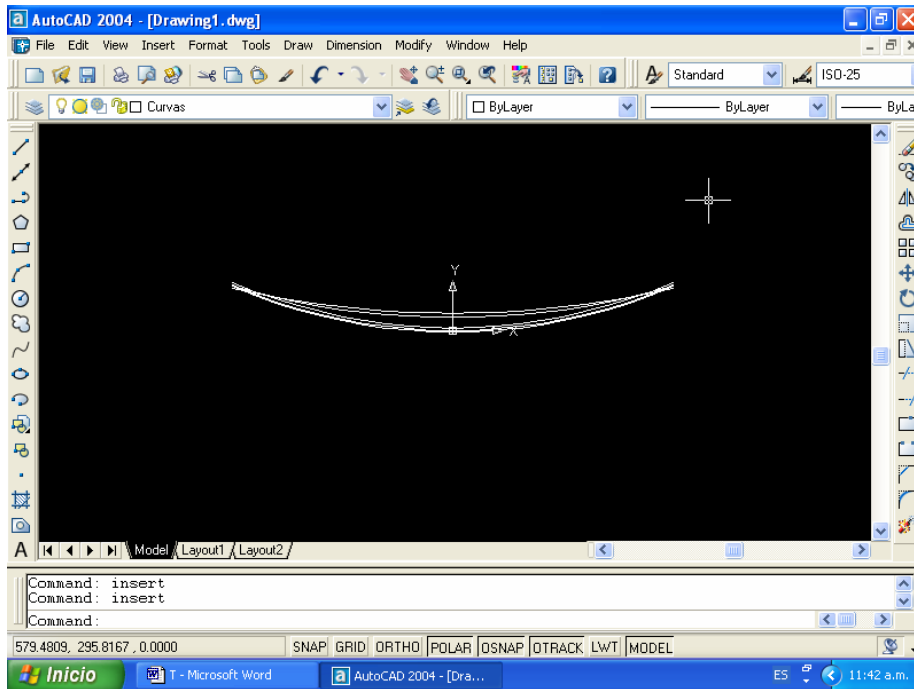 AutoCAD 2004 - [Drawing1.dwg]
File Edit View Insert Format Tools Draw Dimension Modify Window Help
Standard ISO-25
Curvas ByLayer ByLayer ByLa
Y
X
Model Layout1 Layout2
Command: insert
Command: insert
Command:
579.4809, 295.8167 , 0.0000 SNAP GRID ORTHO POLAR OSNAP OTRACK LWT MODEL
Inicio T - Microsoft Word AutoCAD 2004 - [Dra... ES 11:42 a.m.